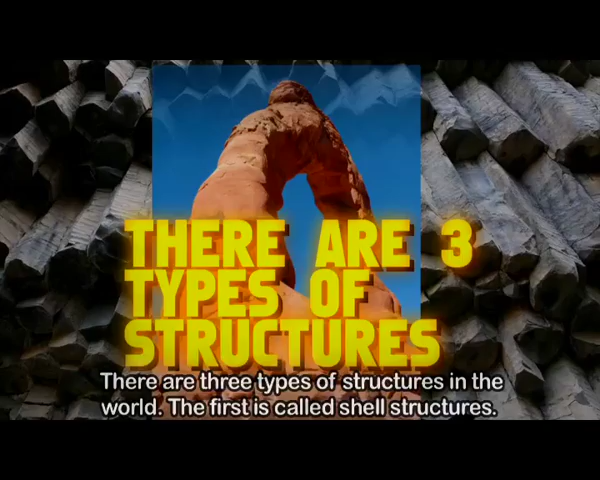 THERE ARE 3
TYPES OF
STRUCTURES
There are three types of structures in the
world. The first is called shell structures.